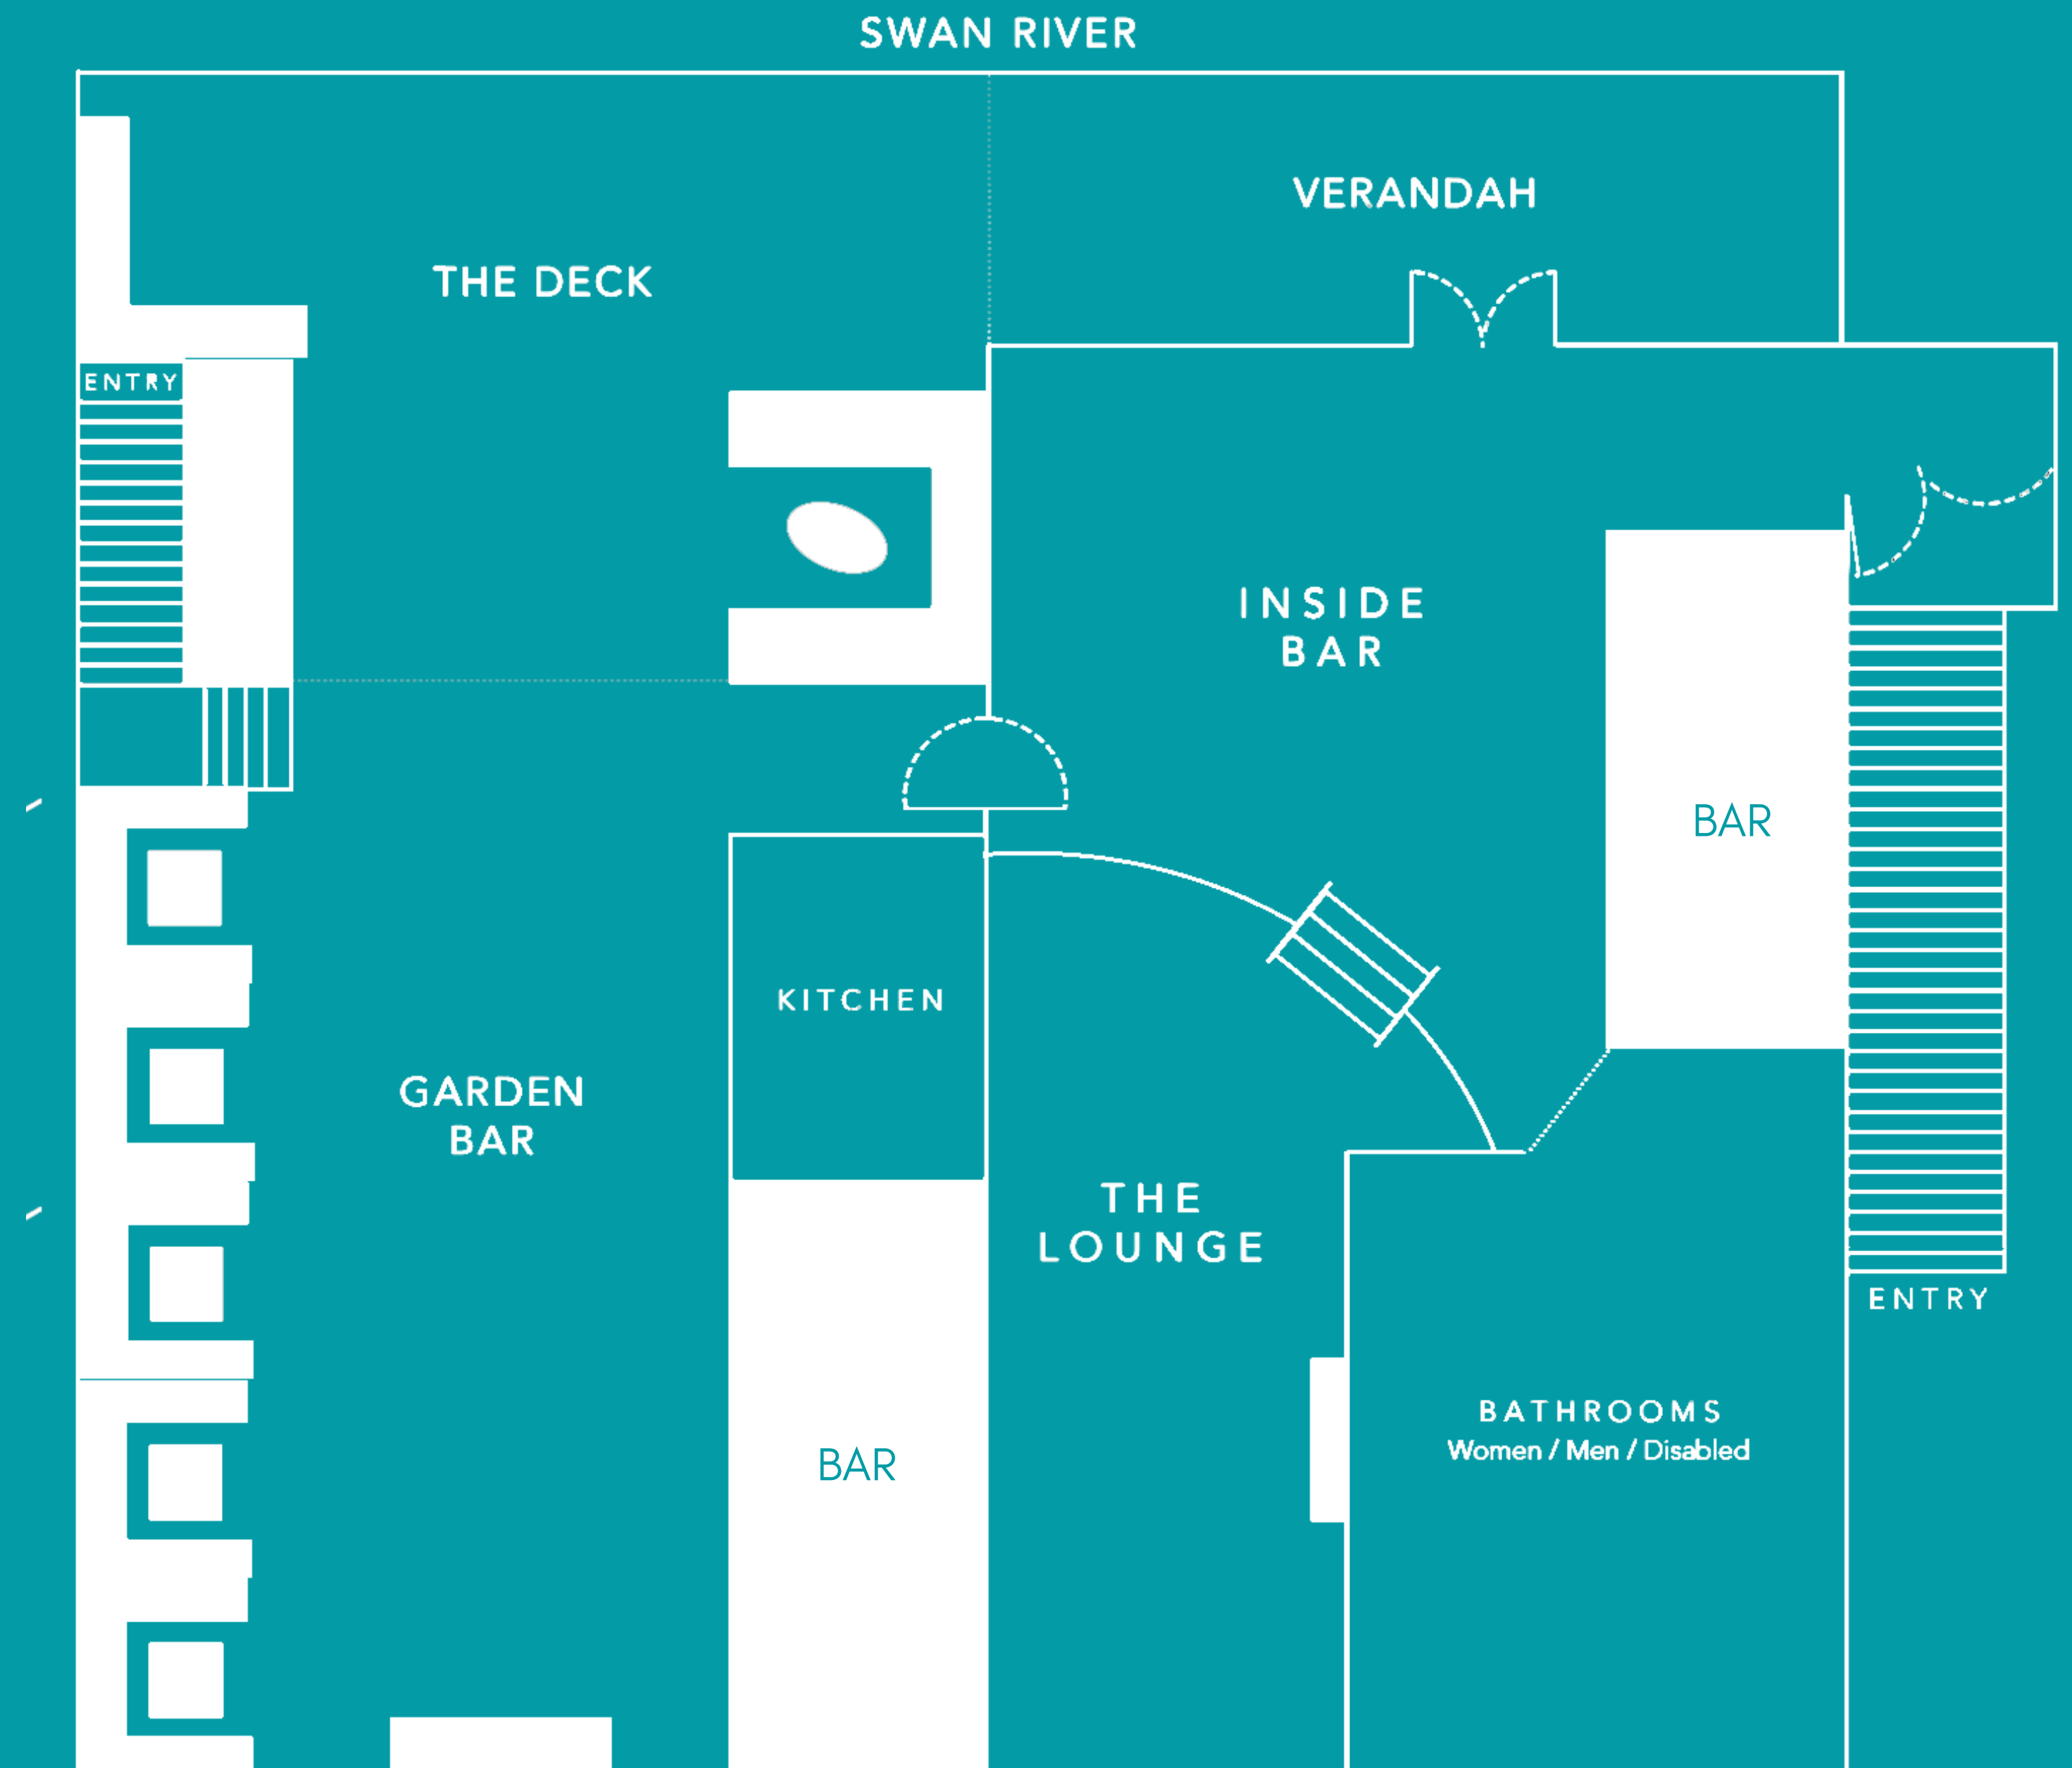 SWAN RIVER
VERANDAH
THE DECK
ENTRY
INSIDE
BAR
BAR
KITCHEN
GARDEN
BAR
THE
LOUNGE
ENTRY
BATHROOMS
Women / Men / Disabled
BAR